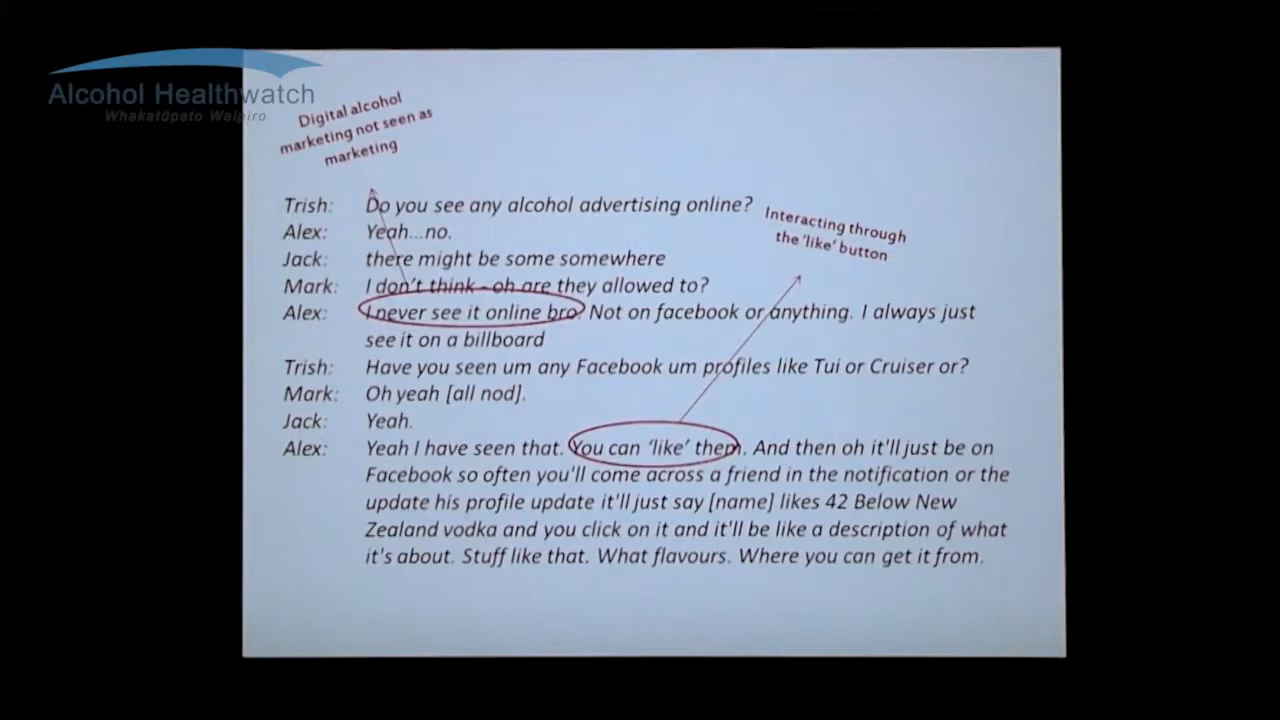 Alcohol Healthwatch
Whakatūpato Waipiro
Digital alcohol
marketing not seen as
marketing
Trish: Do you see any alcohol advertising online?
Interacting through
the 'like' button
Alex: Yeah...no.
Jack: there might be some somewhere
Mark: I don't think - oh are they allowed to?
Alex: I never see it online bro. Not on facebook or anything. I always just
see it on a billboard
Trish: Have you seen um any Facebook um profiles like Tui or Cruiser or?
Mark: Oh yeah [all nod].
Jack: Yeah.
Alex: Yeah I have seen that. You can 'like' them. And then oh it'll just be on
Facebook so often you'll come across a friend in the notification or the
update his profile update it'll just say [name] likes 42 Below New
Zealand vodka and you click on it and it'll be like a description of what
it's about. Stuff like that. What flavours. Where you can get it from.